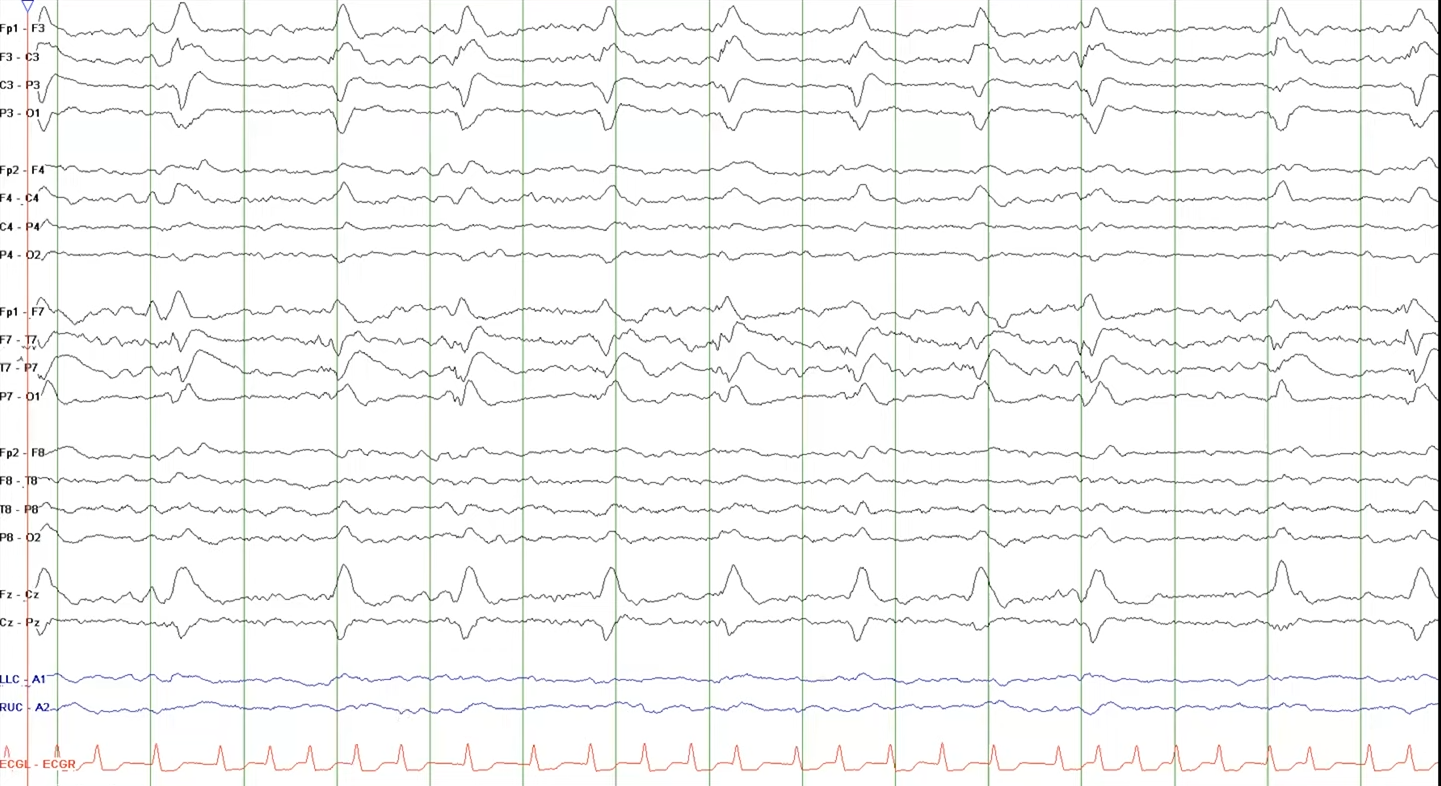 Fp1 - F3
F3 - C3
C3 - P3
P3 - O1
Fp2 - F4
F4 - C4
C4 - P4
P4 - O2
Fp1 - F7
F7 - T7
T7 - P7
P7 - O1
Fp2 - F8
F8 - T8
T8 - P8
P8 - O2
Fz - Cz
Cz - Pz
LLC - A1
RUC - A2
ECGL - ECGR